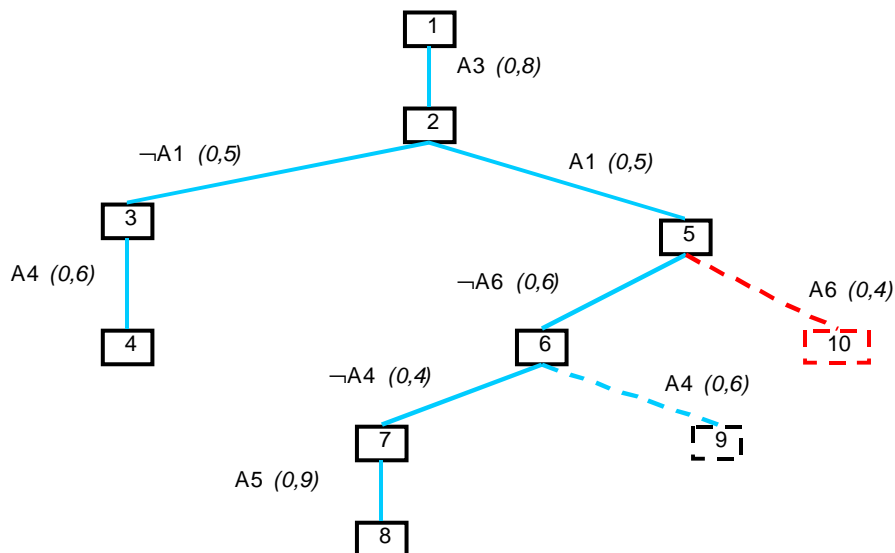 1
A3 (0,8)
2
¬A1 (0,5)
A1 (0,5)
3
5
A4 (0,6)
¬A6 (0,6)
A6 (0,4)
4
6
10
¬A4 (0,4)
A4 (0,6)
7
9
A5 (0,9)
8